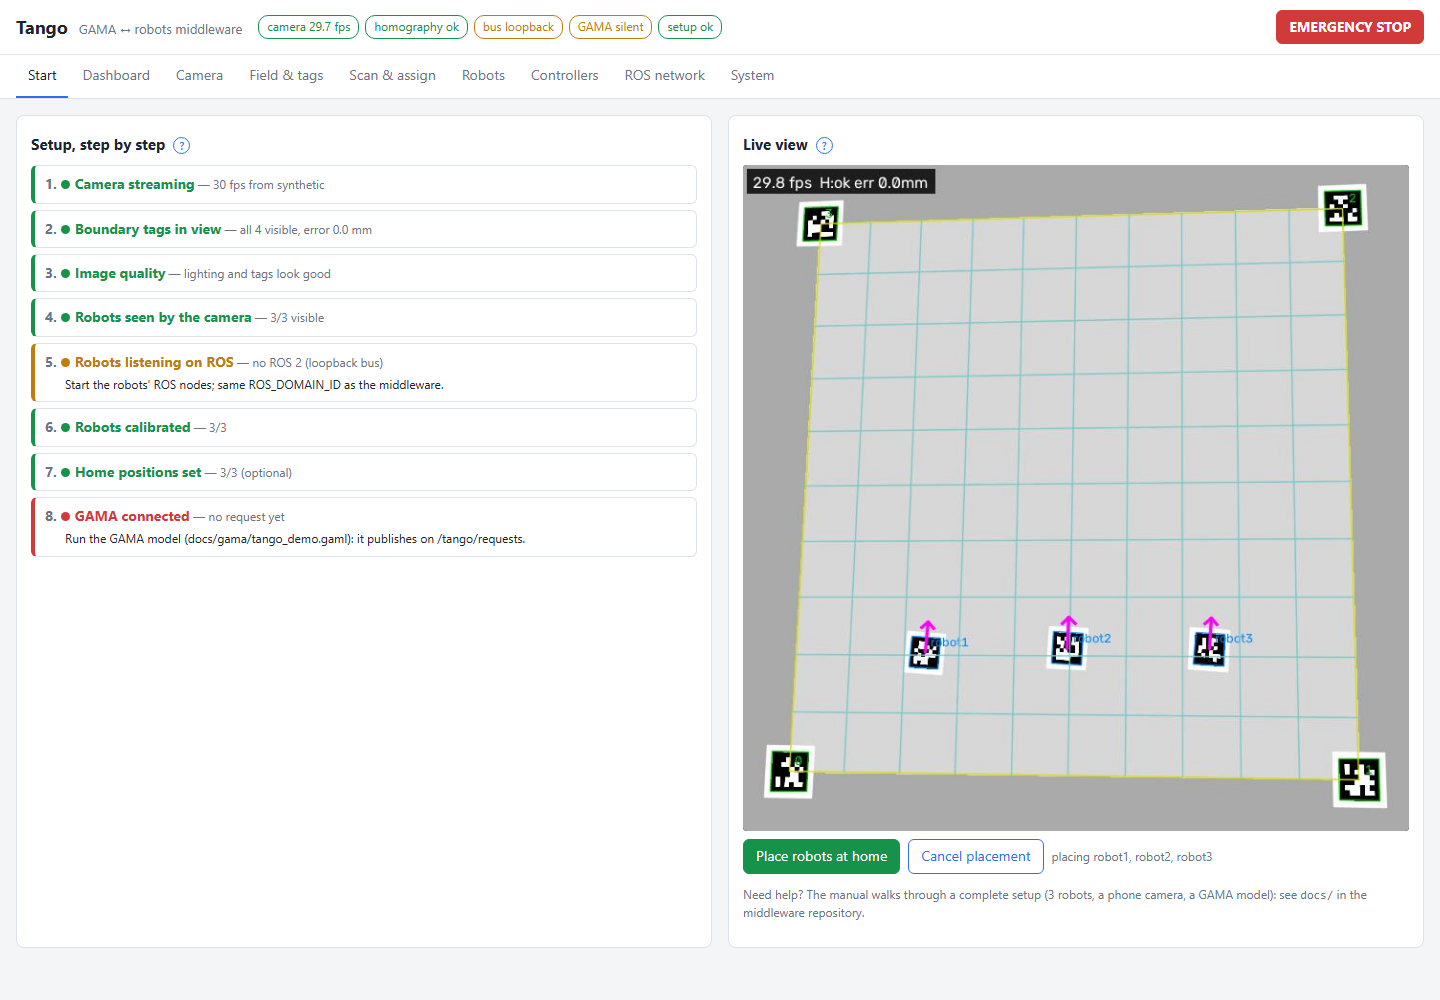 Tango GAMA ↔ robots middleware camera 29.7 fps homography ok bus loopback GAMA silent setup ok EMERGENCY STOP
Start Dashboard Camera Field & tags Scan & assign Robots Controllers ROS network System
Setup, step by step ?
1. Camera streaming — 30 fps from synthetic
2. Boundary tags in view — all 4 visible, error 0.0 mm
3. Image quality — lighting and tags look good
4. Robots seen by the camera — 3/3 visible
5. Robots listening on ROS — no ROS 2 (loopback bus)
Start the robots' ROS nodes; same ROS_DOMAIN_ID as the middleware.
6. Robots calibrated — 3/3
7. Home positions set — 3/3 (optional)
8. GAMA connected — no request yet
Run the GAMA model (docs/gama/tango_demo.gaml): it publishes on /tango/requests.
Live view ?
29.8 fps H:ok err 0.0mm
2
robot2
Place robots at home Cancel placement placing robot1, robot2, robot3
Need help? The manual walks through a complete setup (3 robots, a phone camera, a GAMA model): see docs/ in the
middleware repository.